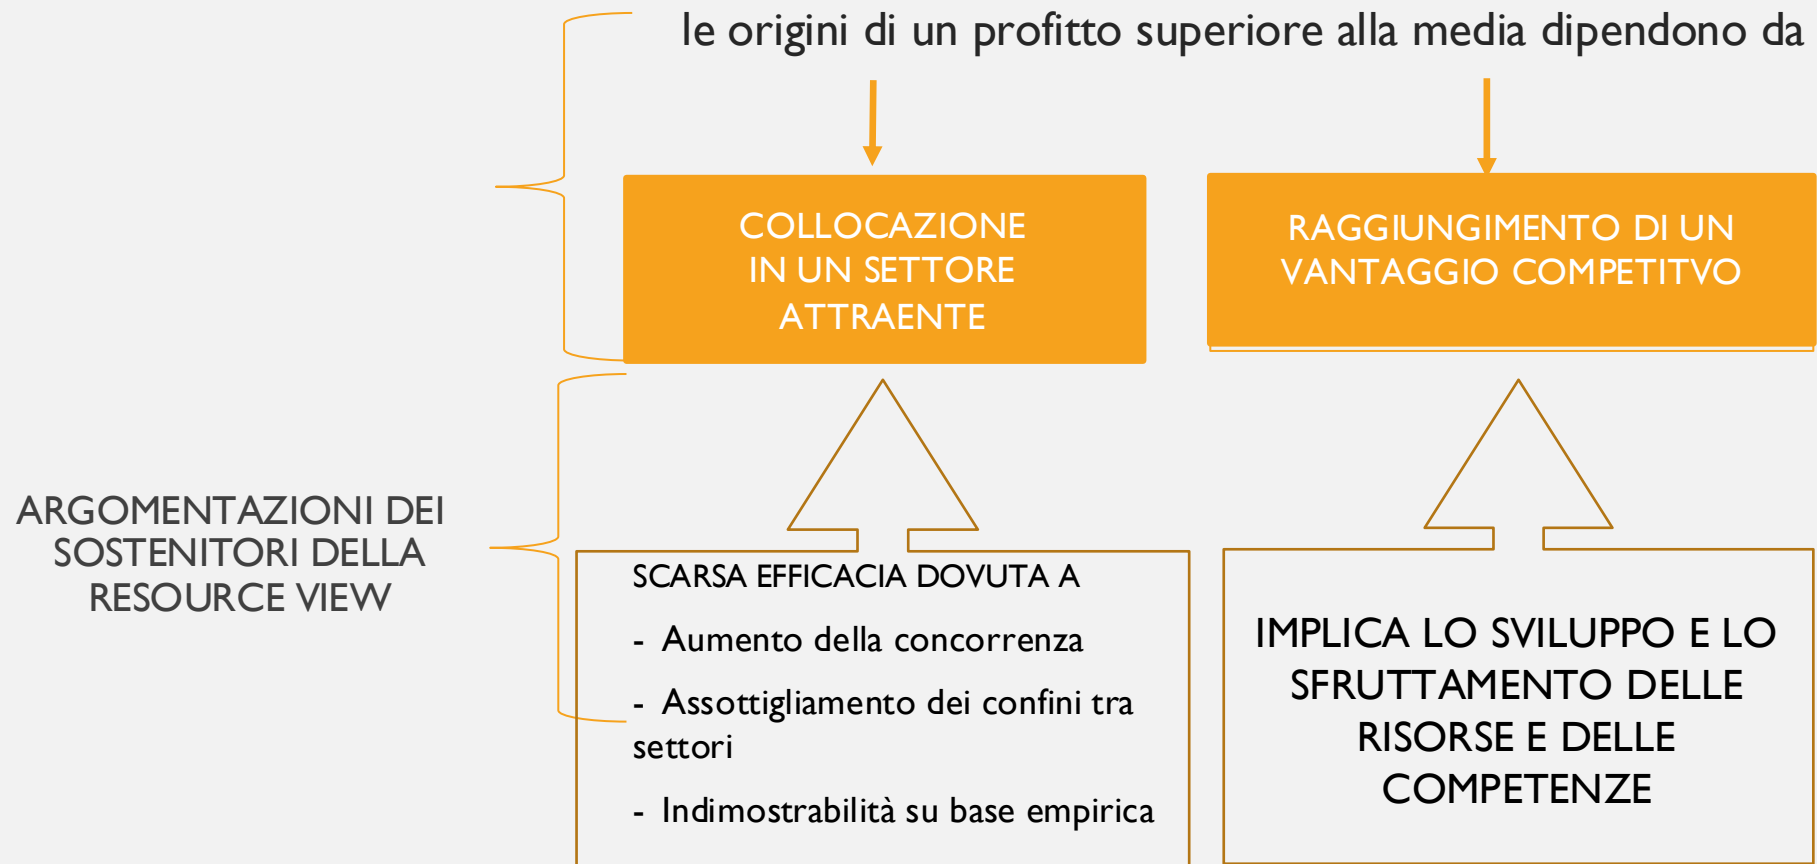 le origini di un profitto superiore alla media dipendono da
COLLOCAZIONE
IN UN SETTORE
ATTRAENTE
RAGGIUNGIMENTO DI UN
VANTAGGIO COMPETITVO
ARGOMENTAZIONI DEI
SOSTENITORI DELLA
RESOURCE VIEW
SCARSA EFFICACIA DOVUTA A
- Aumento della concorrenza
- Assottigliamento dei confini tra
settori
- Indimostrabilità su base empirica
IMPLICA LO SVILUPPO E LO
SFRUTTAMENTO DELLE
RISORSE E DELLE
COMPETENZE